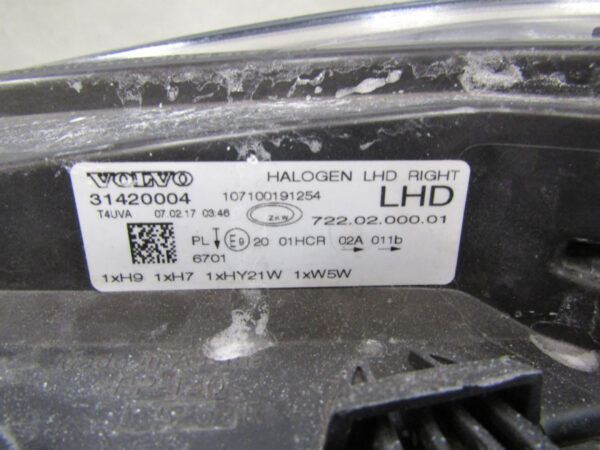 VOLVO HALOGEN LHD RIGHT
31420004 107100191254 LHD
T4UVA 07.02.17 03:46 ZKW 722.02.000.01
PL E9 20 01HCR 02A 011b
6701
1xH9 1xH7 1xHY21W 1xW5W